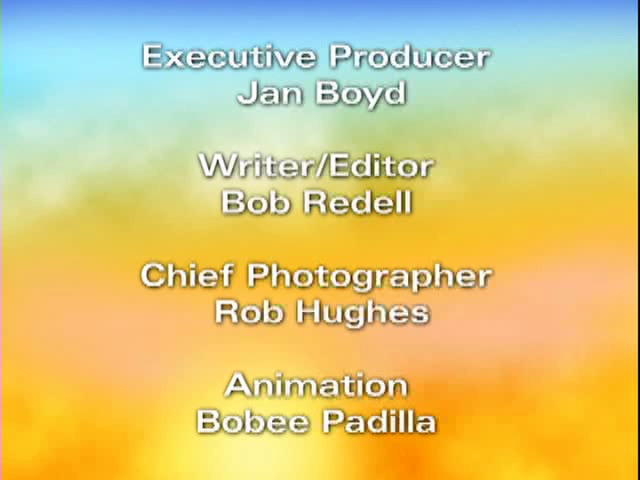 Executive Producer
Jan Boyd
Writer/Editor
Bob Redell
Chief Photographer
Rob Hughes
Animation
Bobee Padilla